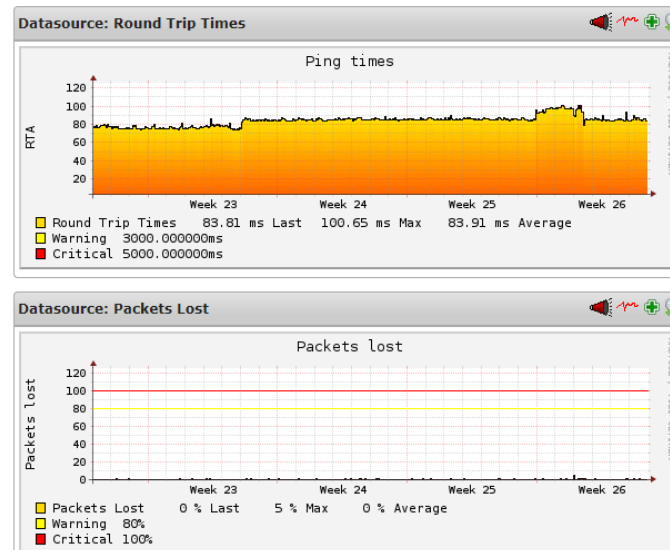 Datasource: Round Trip Times
Ping times
120
100
80
60
40
20
RTA
Week 23 Week 24 Week 25 Week 26
Round Trip Times 83.81 ms Last 100.65 ms Max 83.91 ms Average
Warning 3000.000000ms
Critical 5000.000000ms
Datasource: Packets Lost
Packets lost
120
100
80
60
40
20
0
Packets lost
Week 23 Week 24 Week 25 Week 26
Packets Lost 0 % Last 5 % Max 0 % Average
Warning 80%
Critical 100%